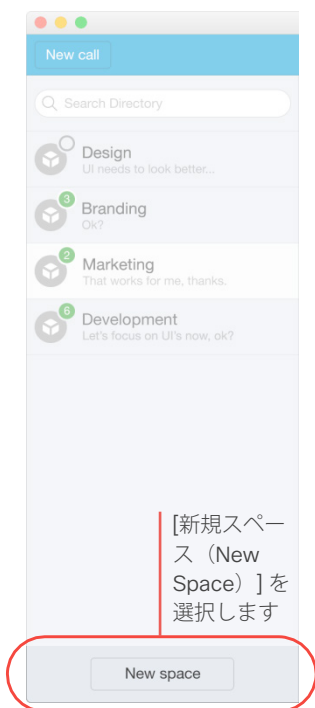 New call
Search Directory
Design
UI needs to look better...
3
Branding
Ok?
2
Marketing
That works for me, thanks.
6
Development
Let's focus on UI's now, ok?
[新規スペー
ス（New
Space）] を
選択します
New space